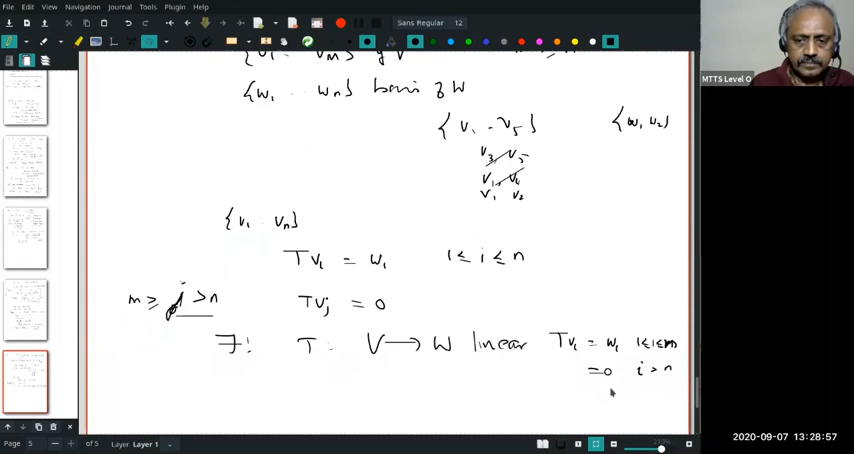 File Edit View Journal Tools Plugin Help
Sans Regular 12
{w₁ .. wₙ} basis of W
{v₁ .. v₅} {w₁, w₂}
v₃, v₅
v₁, v₄
v₁ v₂
{v₁ .. vₙ}
Tvᵢ = wᵢ 1 ≤ i ≤ n
m ≥ j > n Tvⱼ = 0
∃! T: V → W linear Tvᵢ = wᵢ 1≤i≤n
=0 i > n
MTTS Level O
Page 5 of 5 Layer Layer 1
210%
2020-09-07 13:28:57